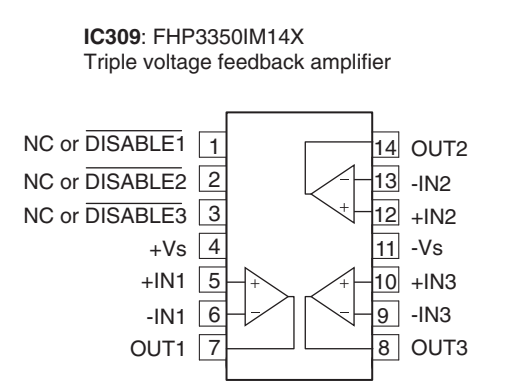 IC309: FHP3350IM14X
Triple voltage feedback amplifier
NC or DISABLE1 1
NC or DISABLE2 2
NC or DISABLE3 3
+Vs 4
+IN1 5 +
-IN1 6 −
OUT1 7
14 OUT2
− 13 -IN2
+ 12 +IN2
11 -Vs
+ 10 +IN3
− 9 -IN3
8 OUT3